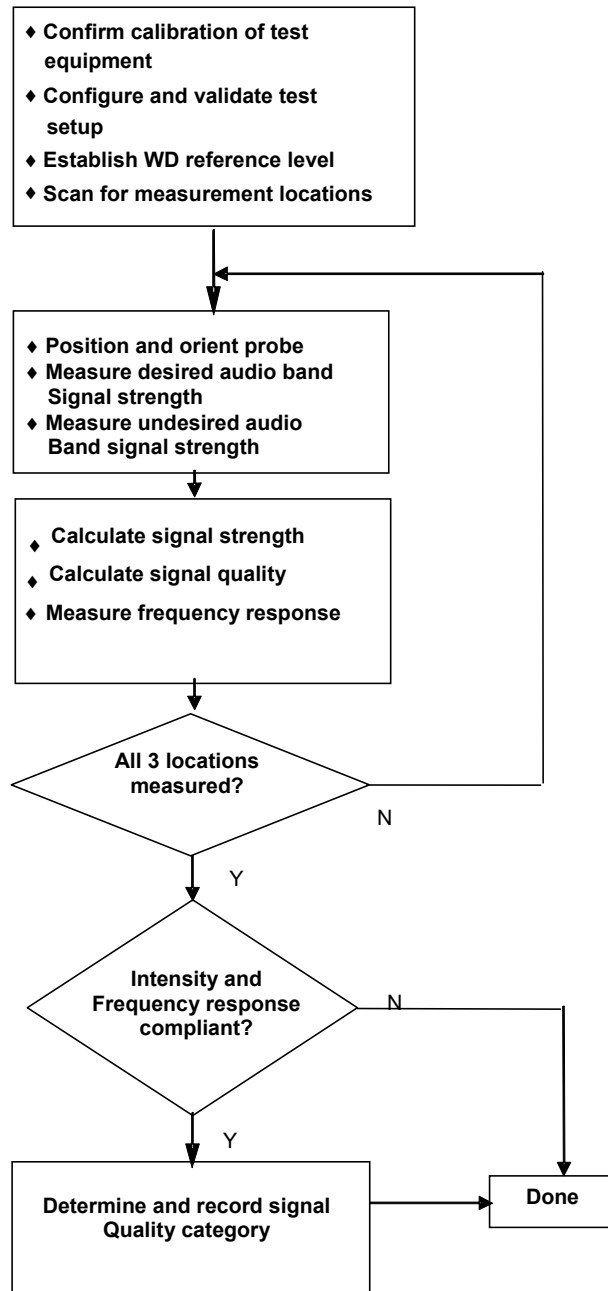 ♦ Confirm calibration of test
equipment
♦ Configure and validate test
setup
♦ Establish WD reference level
♦ Scan for measurement locations
♦ Position and orient probe
♦ Measure desired audio band
Signal strength
♦ Measure undesired audio
Band signal strength
♦ Calculate signal strength
♦ Calculate signal quality
♦ Measure frequency response
All 3 locations
measured?
N
Y
Intensity and
Frequency response
compliant?
N
Y
Determine and record signal
Quality category
Done